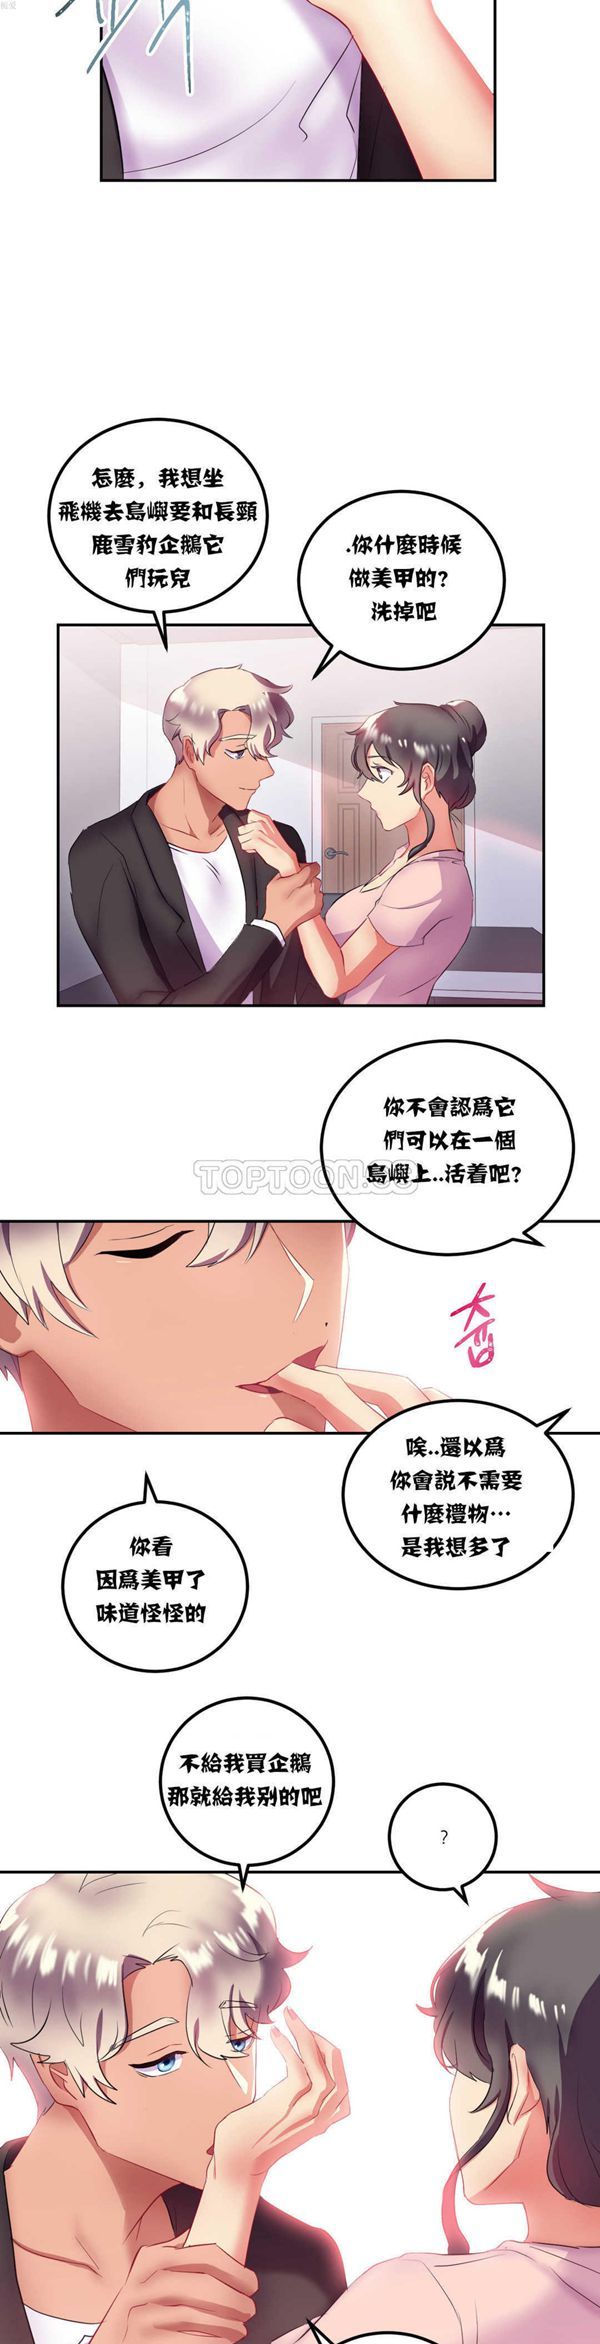 極爱
怎麼，我想坐
飛機去島嶼要和長頸
鹿雪豹企鵝它
們玩兒
.你什麼時候
做美甲的?
洗掉吧
你不會認爲它
們可以在一個
島嶼上..活着吧?
TOPTOON.
唉..還以爲
你會説不需要
什麼禮物…
是我想多了
你看
因爲美甲了
味道怪怪的
不給我買企鵝
那就給我别的吧
?